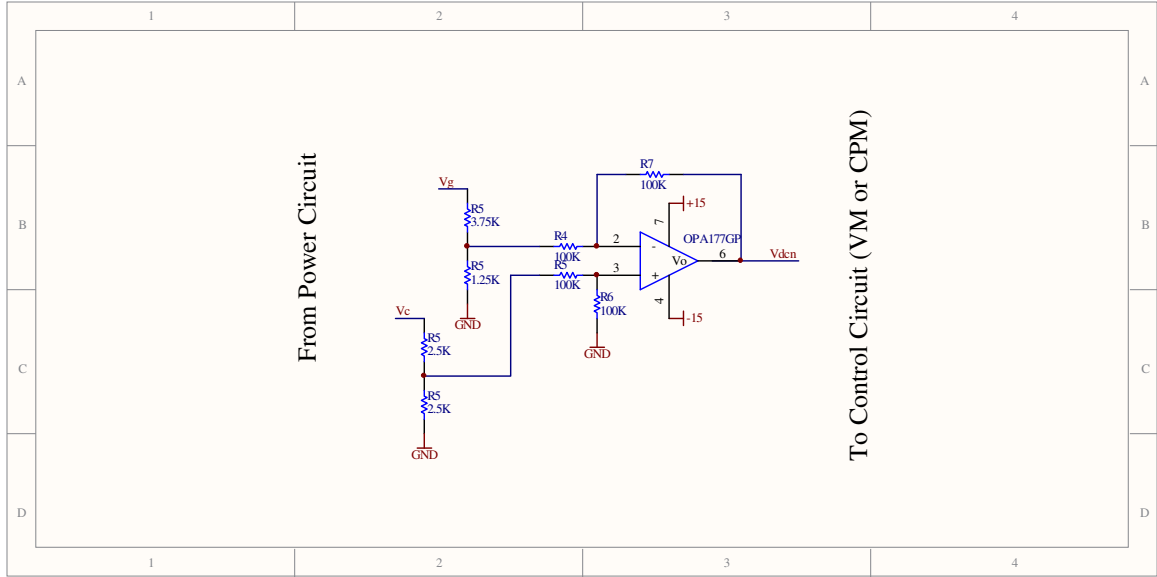 1 2 3 4
A A
From Power Circuit
To Control Circuit (VM or CPM)
R7
100K
Vg
+15
R5
3.75K
7
OPA177GP
B B
R4
100K
2
-
Vo
6
Vdcn
R5
1.25K
R5
100K
3
+
R6
100K
4
-15
GND
Vc
GND
R5
2.5K
C C
R5
2.5K
GND
D D
1 2 3 4